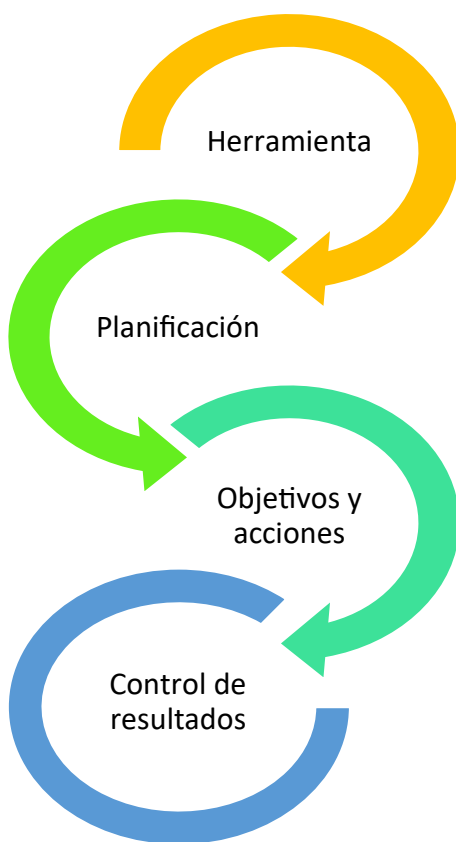 Herramienta
Planificación
Objetivos y
acciones
Control de
resultados